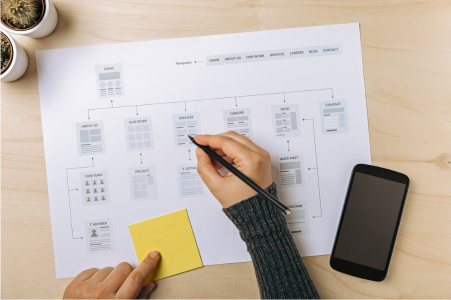 Navigation
HOME ABOUT US OUR WORK SERVICES CAREERS BLOG CONTACT
HOME
ABOUT US
OUR WORK
SERVICES
CAREERS
BLOG
CONTACT
OUR TEAM
PROJECT
BLOG POST